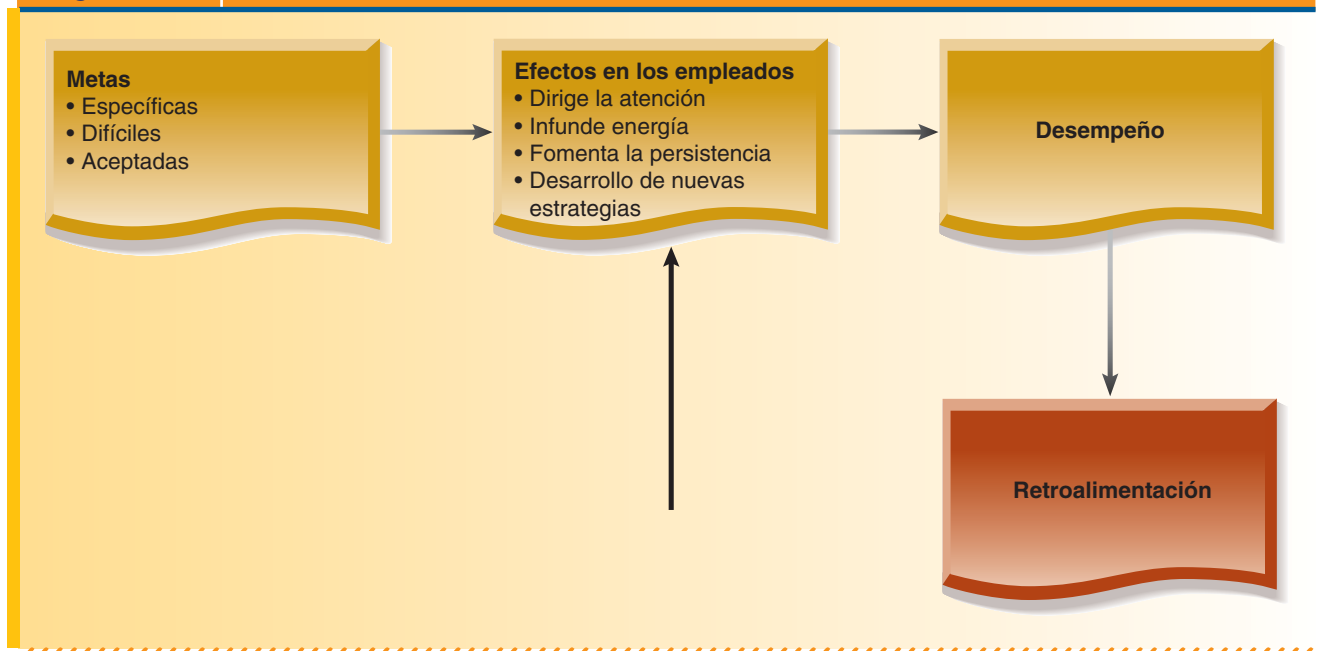 Metas
• Específicas
• Difíciles
• Aceptadas
Efectos en los empleados
• Dirige la atención
• Infunde energía
• Fomenta la persistencia
• Desarrollo de nuevas
estrategias
Desempeño
Retroalimentación